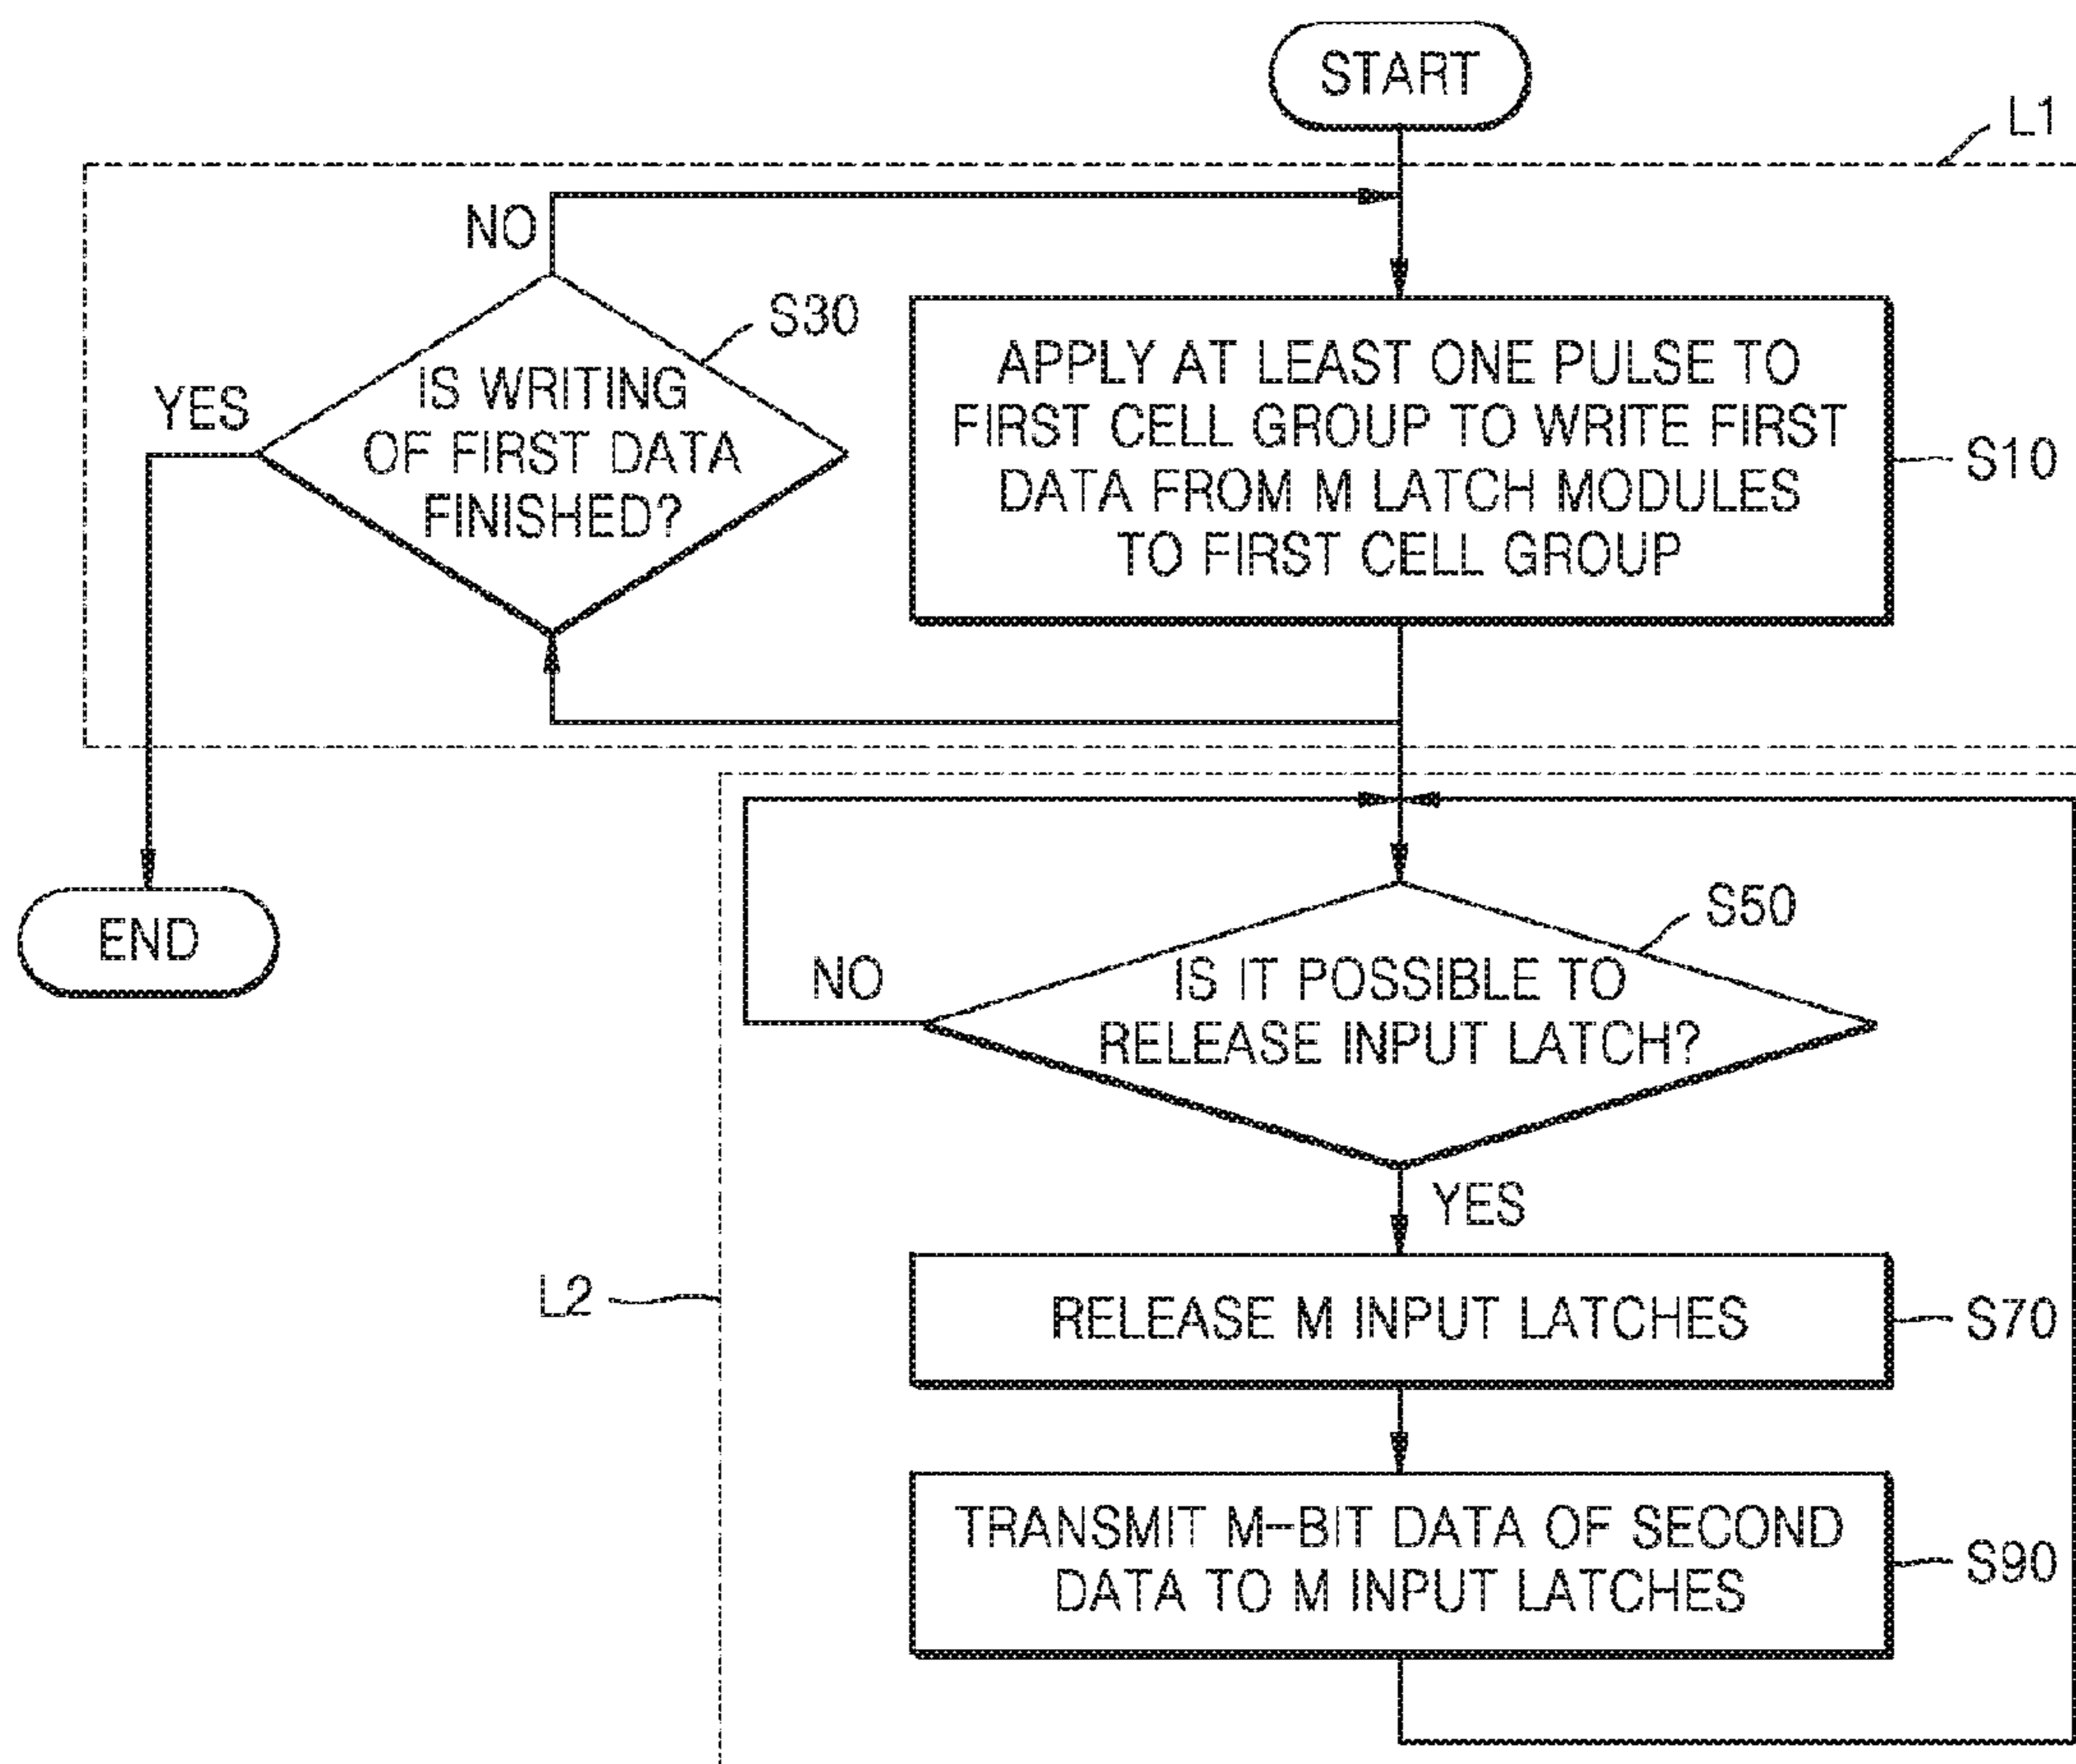 START
L1
NO
S30
IS WRITING
OF FIRST DATA
FINISHED?
YES
APPLY AT LEAST ONE PULSE TO
FIRST CELL GROUP TO WRITE FIRST
DATA FROM M LATCH MODULES
TO FIRST CELL GROUP
S10
END
S50
NO
IS IT POSSIBLE TO
RELEASE INPUT LATCH?
YES
L2
RELEASE M INPUT LATCHES
S70
TRANSMIT M-BIT DATA OF SECOND
DATA TO M INPUT LATCHES
S90